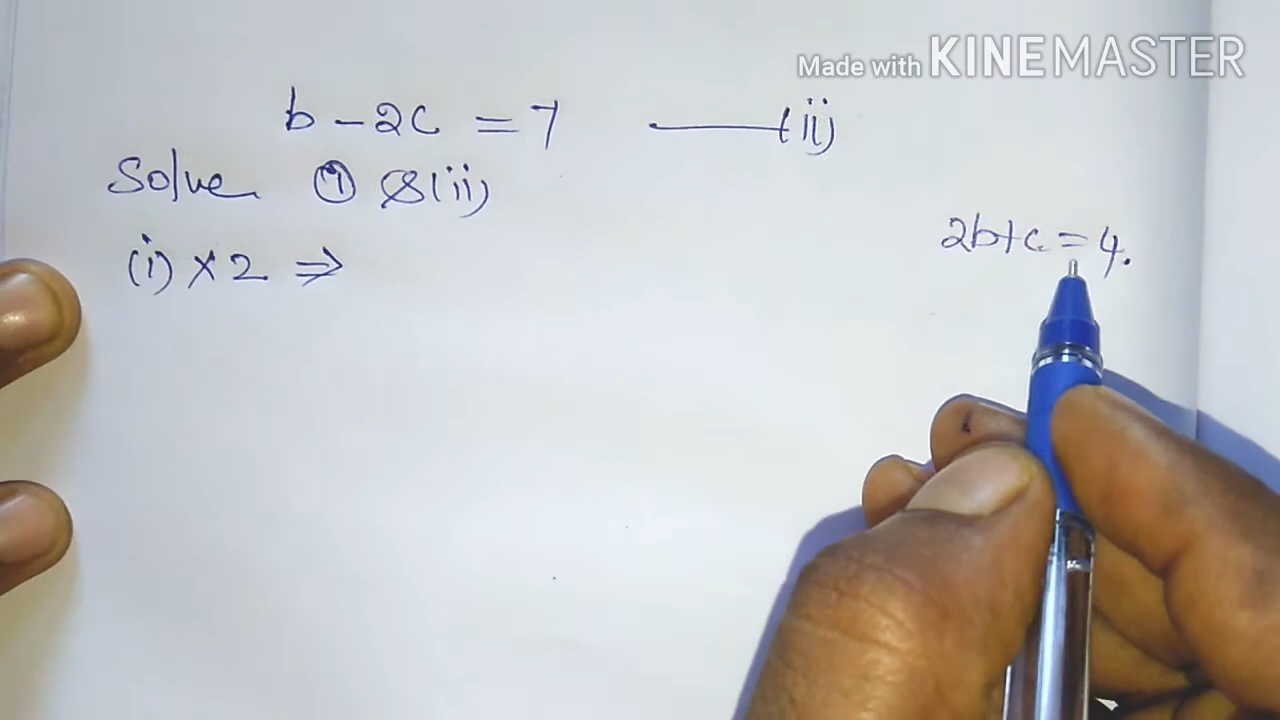 Made with KINEMASTER
b - 2c = 7 ——(ii)
Solve (i) & (ii)
2b+c = 4.
(i) × 2 ⇒